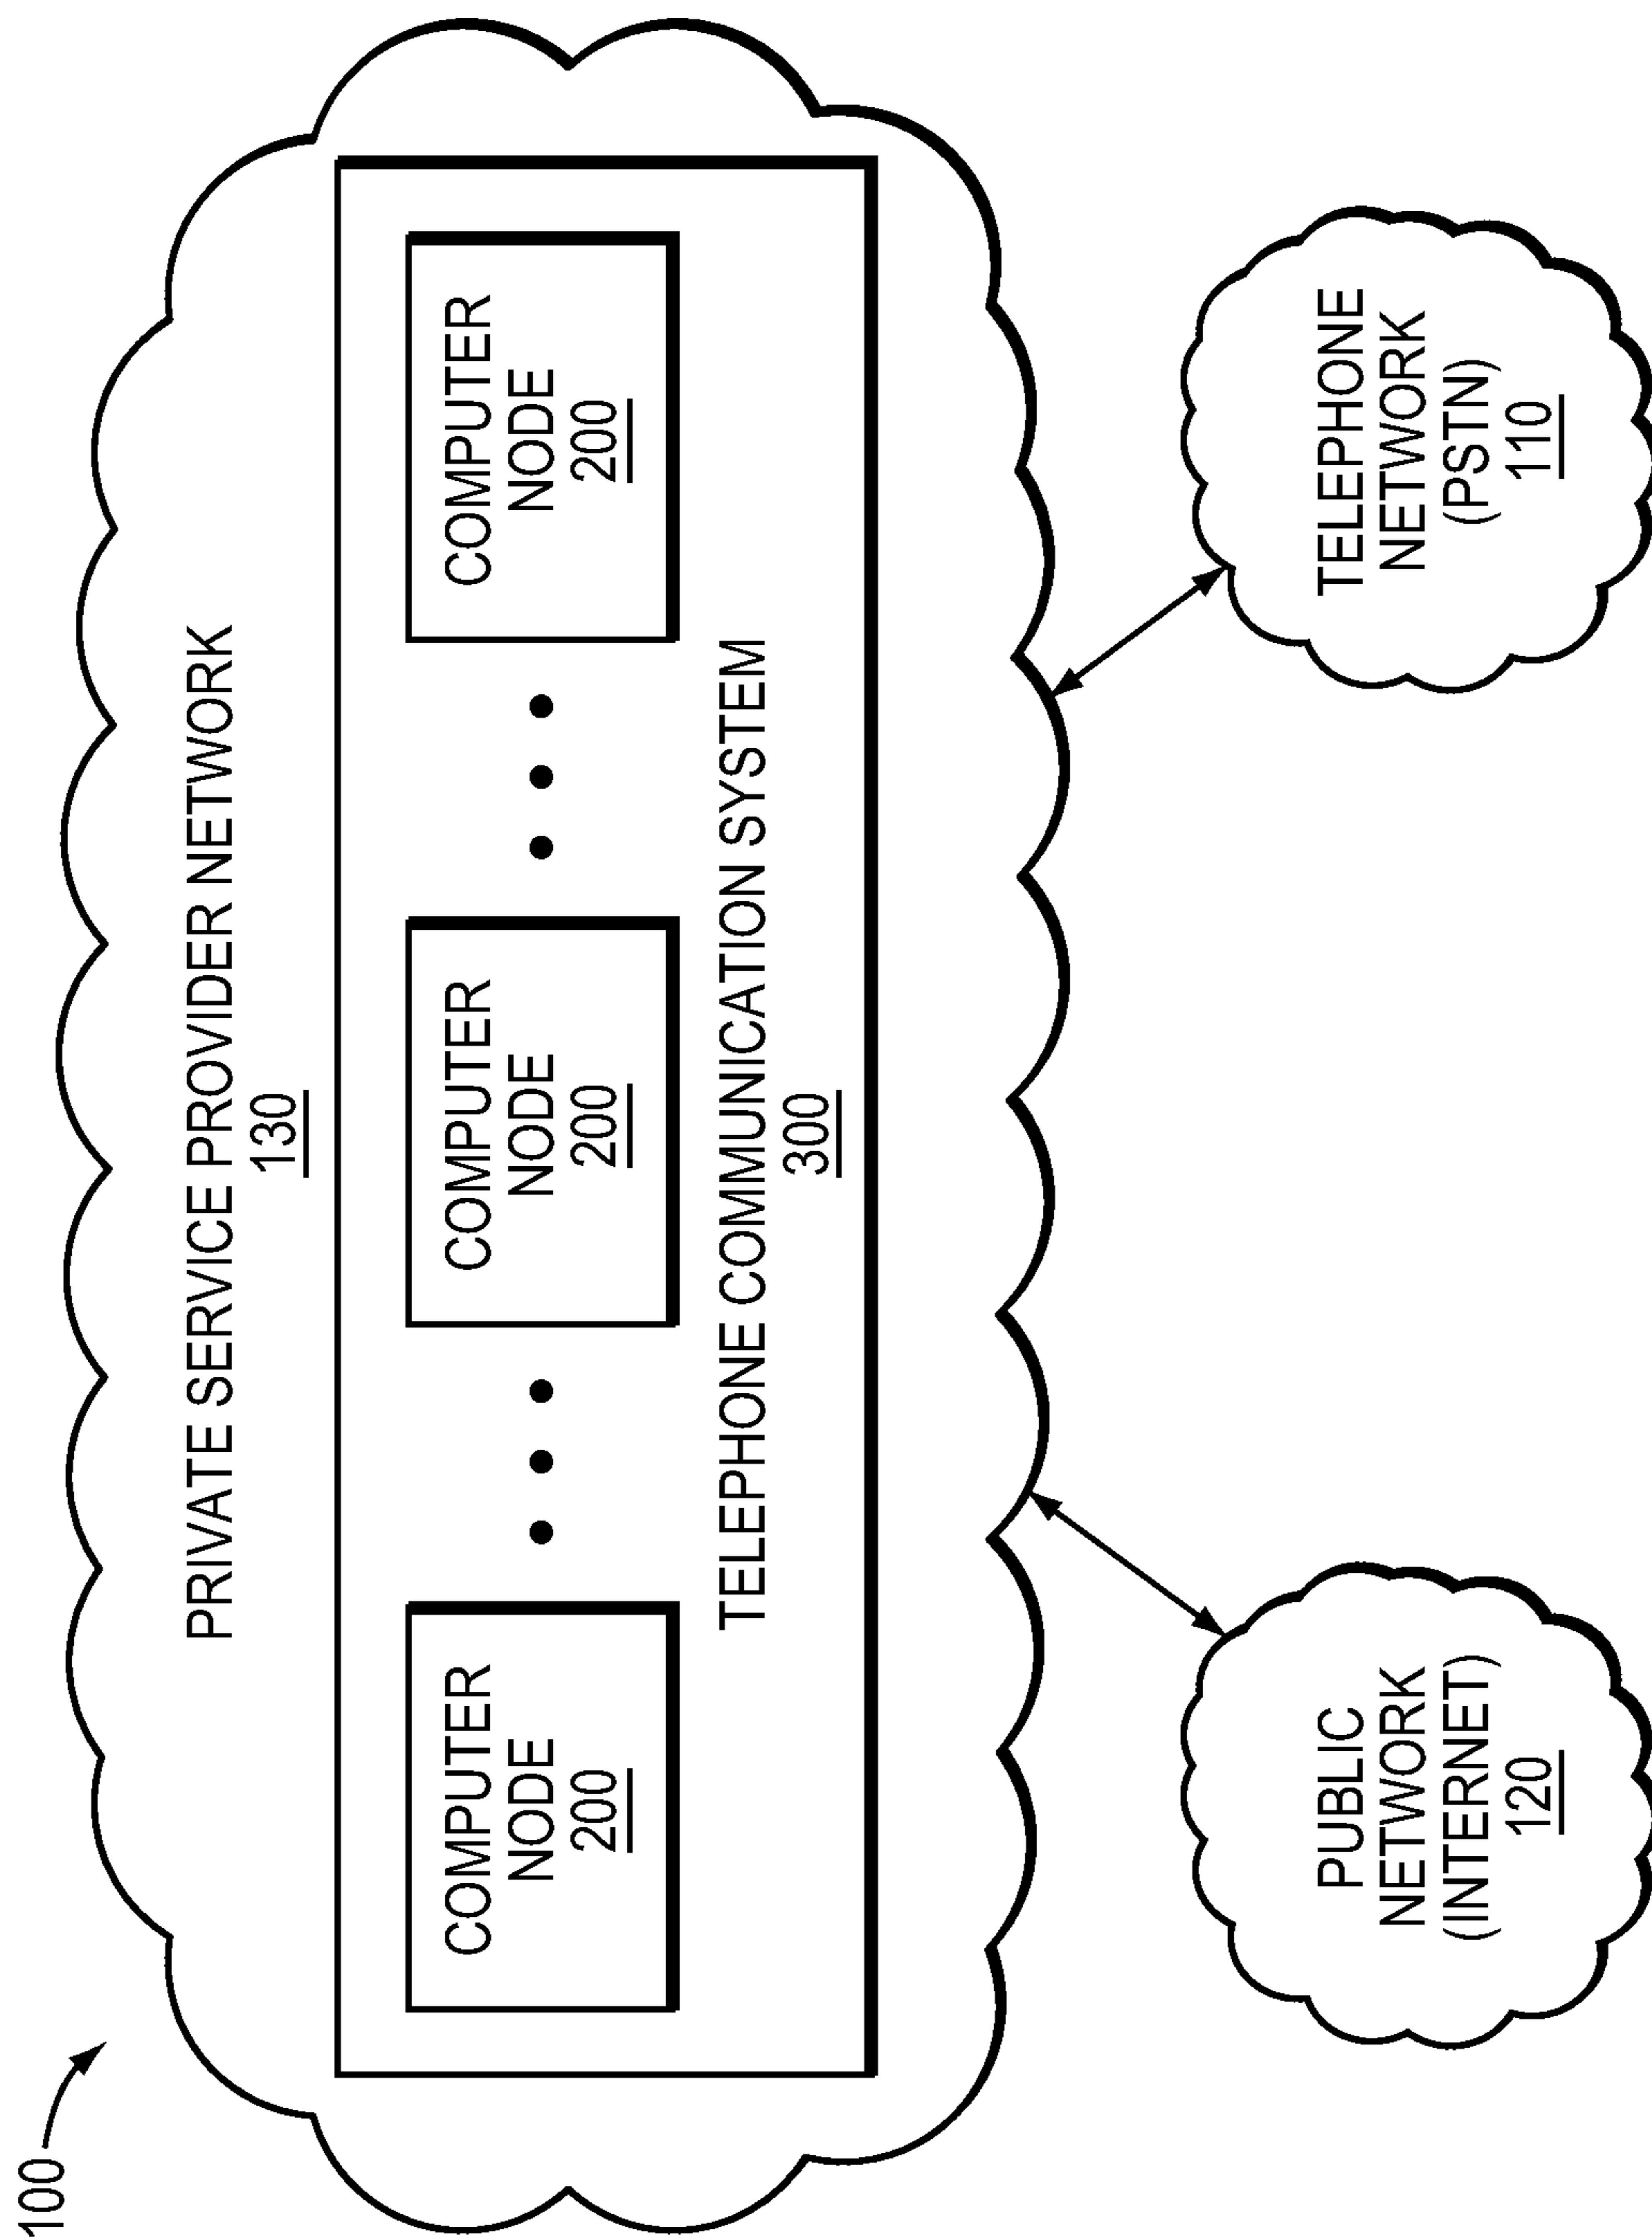 100
PRIVATE SERVICE PROVIDER NETWORK
130
COMPUTER
NODE
200
COMPUTER
NODE
200
COMPUTER
NODE
200
TELEPHONE COMMUNICATION SYSTEM
300
PUBLIC
NETWORK
(INTERNET)
120
TELEPHONE
NETWORK
(PSTN)
110